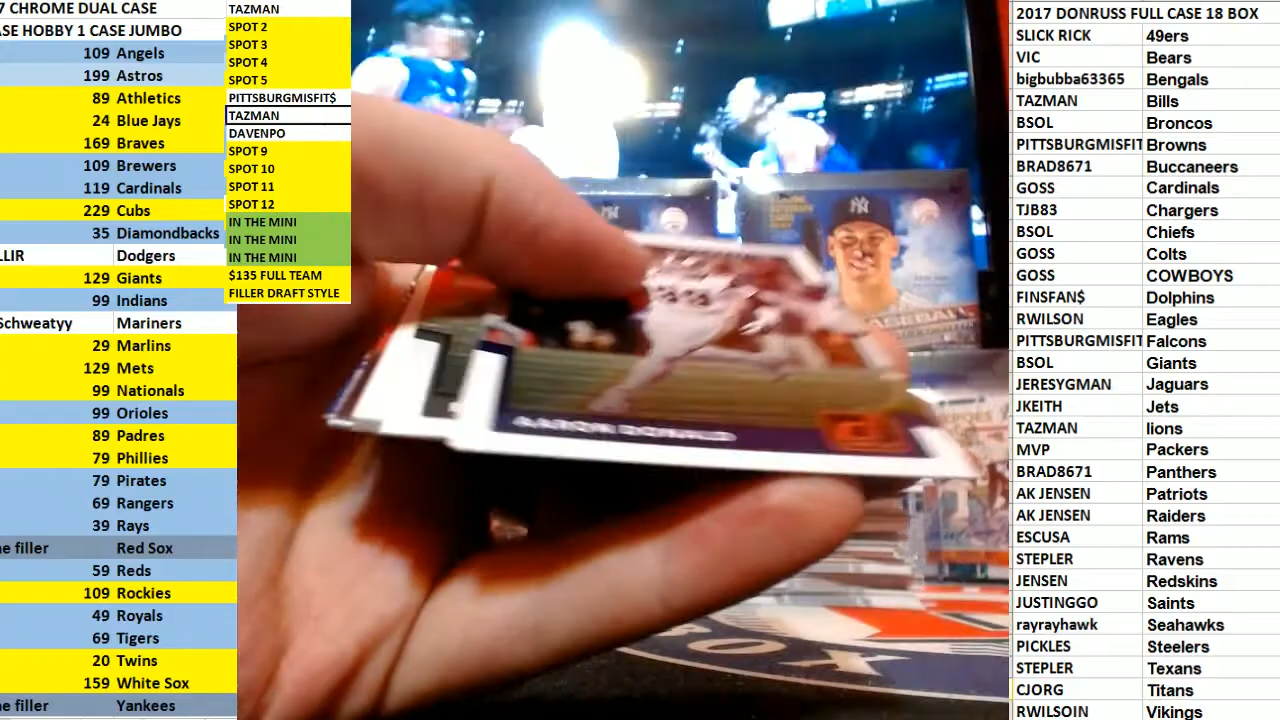 7 CHROME DUAL CASE
ASE HOBBY 1 CASE JUMBO
109 Angels
199 Astros
89 Athletics
24 Blue Jays
169 Braves
109 Brewers
119 Cardinals
229 Cubs
35 Diamondbacks
LLIR Dodgers
129 Giants
99 Indians
Schweatyy Mariners
29 Marlins
129 Mets
99 Nationals
99 Orioles
89 Padres
79 Phillies
79 Pirates
69 Rangers
39 Rays
ne filler Red Sox
59 Reds
109 Rockies
49 Royals
69 Tigers
20 Twins
159 White Sox
ne filler Yankees
TAZMAN
SPOT 2
SPOT 3
SPOT 4
SPOT 5
PITTSBURGMISFIT$
TAZMAN
DAVENPO
SPOT 9
SPOT 10
SPOT 11
SPOT 12
IN THE MINI
IN THE MINI
IN THE MINI
$135 FULL TEAM
FILLER DRAFT STYLE
AARON DONALD
BASEBALL
BOX
2017 DONRUSS FULL CASE 18 BOX
SLICK RICK 49ers
VIC Bears
bigbubba63365 Bengals
TAZMAN Bills
BSOL Broncos
PITTSBURGMISFIT Browns
BRAD8671 Buccaneers
GOSS Cardinals
TJB83 Chargers
BSOL Chiefs
GOSS Colts
GOSS COWBOYS
FINSFAN$ Dolphins
RWILSON Eagles
PITTSBURGMISFIT Falcons
BSOL Giants
JERESYGMAN Jaguars
JKEITH Jets
TAZMAN lions
MVP Packers
BRAD8671 Panthers
AK JENSEN Patriots
AK JENSEN Raiders
ESCUSA Rams
STEPLER Ravens
JENSEN Redskins
JUSTINGGO Saints
rayrayhawk Seahawks
PICKLES Steelers
STEPLER Texans
CJORG Titans
RWILSOIN Vikings